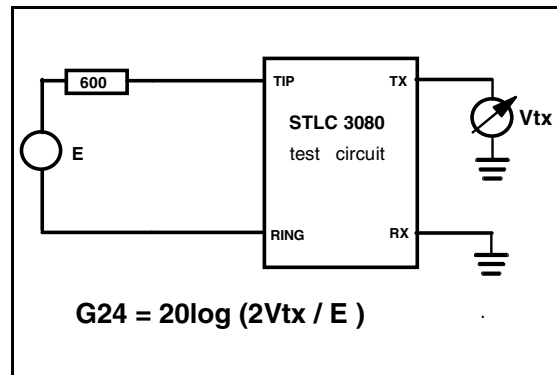 600
TIP
TX
STLC 3080
Vtx
E
test circuit
RING
RX
G24 = 20log (2Vtx / E )
.